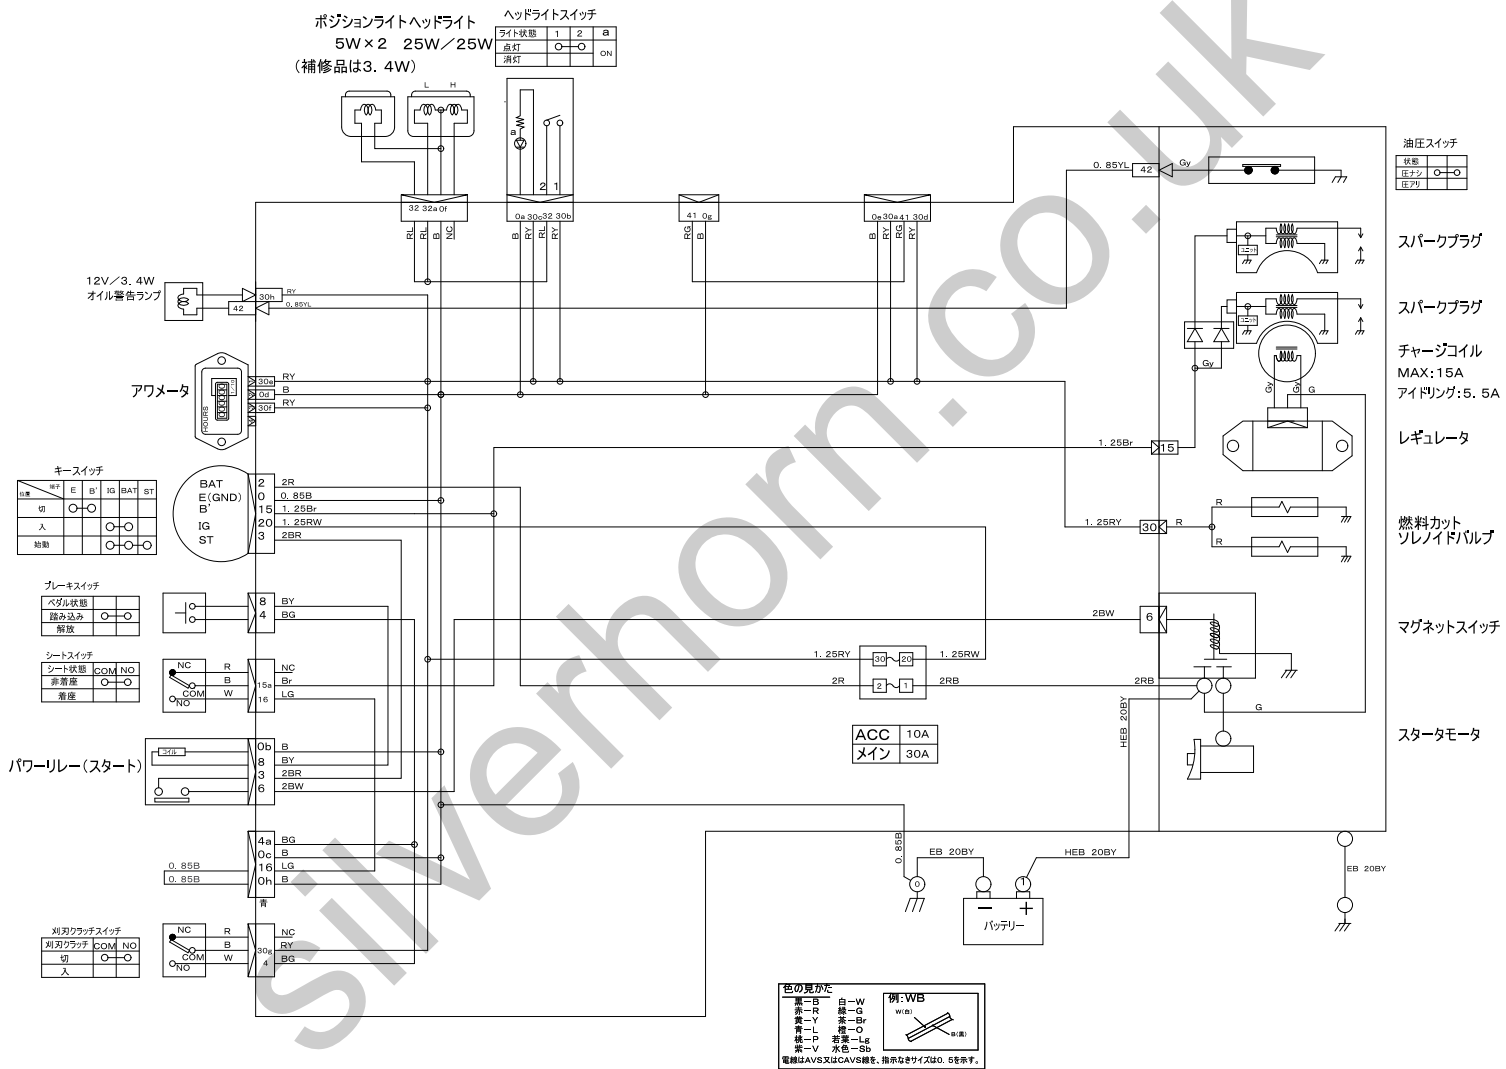 ポジションライト ヘッドライト
5W×2 25W/25W
(補修品は3. 4W)
ヘッドライトスイッチ
ライト状態 1 2 a
点灯 ON
消灯
L H
a
2 1
32 32a 0f
0a 30c 32 30b
41 0g
0e 30a 41 30d
RL RL B NC
B RY RL RY
RG B
B RY RG RY
0. 85YL 42 Gy
油圧スイッチ
状態
圧ナシ
圧アリ
ユニット
スパークプラグ
12V/3. 4W
オイル警告ランプ
30h RY
42 0. 85YL
ユニット
スパークプラグ
Gy
チャージコイル
MAX:15A
アイドリング:5. 5A
Gy Gy G
アワメータ
HOURS
1/10
30e RY
0d B
30f RY
レギュレータ
1. 25Br 15
キースイッチ
位置 端子 E B' IG BAT ST
切
入
始動
BAT 2 2R
E(GND) 0 0. 85B
B' 15 1. 25Br
IG 20 1. 25RW
ST 3 2BR
1. 25RY 30 R
R
R
燃料カット
ソレノイドバルブ
ブレーキスイッチ
ペダル状態
踏み込み
解放
8 BY
4 BG
2BW 6
マグネットスイッチ
シートスイッチ
シート状態 COM NO
非着座
着座
NC R NC
B 15a Br
COM W 16 LG
NO
1. 25RY 30 20 1. 25RW
2R 2 1 2RB 2RB
HEB 20BY
G
ACC 10A
メイン 30A
スタータモータ
パワーリレー(スタート)
コイル
0b B
8 BY
3 2BR
6 2BW
4a BG
0c B
0. 85B 16 LG
0. 85B 0h B
青
0. 85B
EB 20BY
HEB 20BY
0 1
− +
バッテリー
EB 20BY
刈刃クラッチスイッチ
刈刃クラッチ COM NO
切
入
NC R NC
B 30g RY
COM W 4 BG
NO
色の見かた
黒−B 白−W
赤−R 緑−G
黄−Y 茶−Br
青−L 橙−O
桃−P 若葉−Lg
紫−V 水色−Sb
例:WB
W(白)
B(黒)
電線はAVS又はCAVS線を、指示なきサイズは0. 5を示す。
silverhorn.co.uk